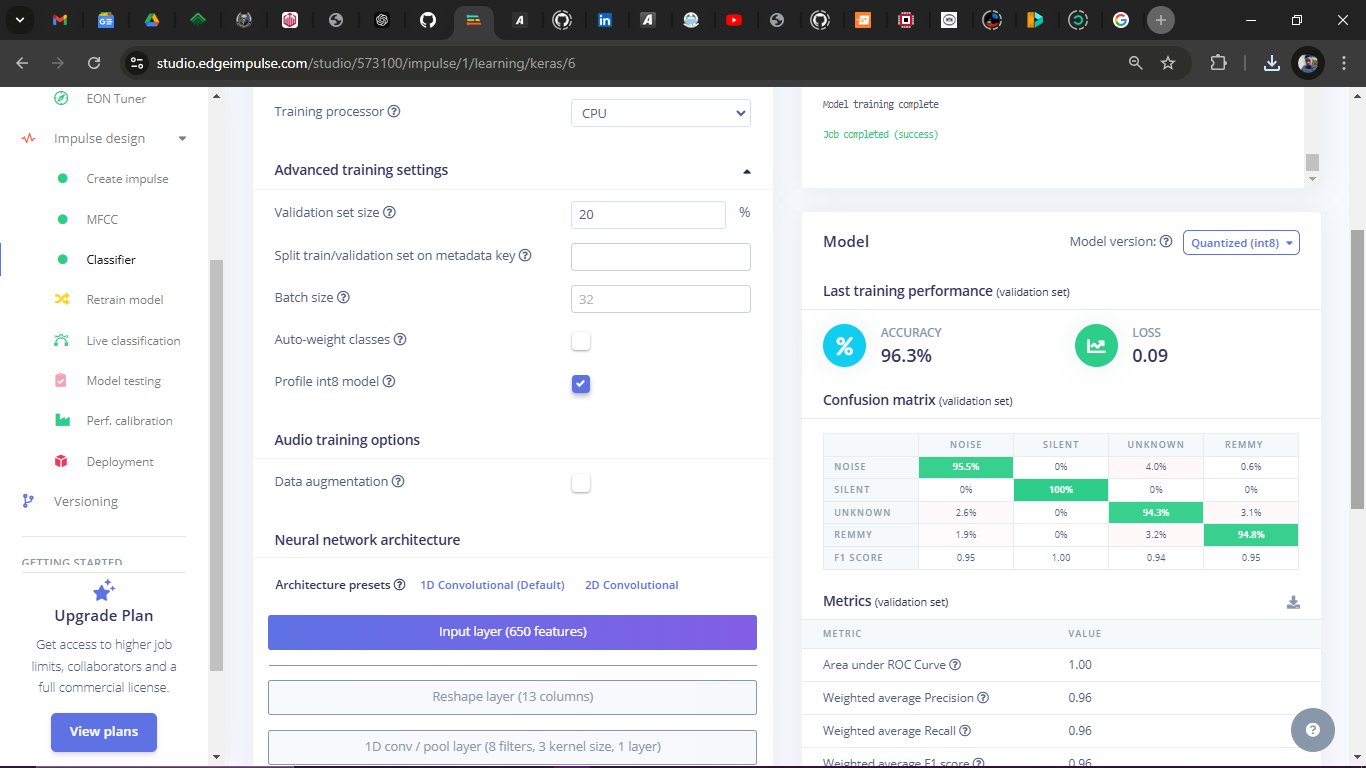 studio.edgeimpulse.com/studio/573100/impulse/1/learning/keras/6
EON Tuner
Impulse design
Create impulse
MFCC
Classifier
Retrain model
Live classification
Model testing
Perf. calibration
Deployment
Versioning
GETTING STARTED
Upgrade Plan
Get access to higher job
limits, collaborators and a
full commercial license.
View plans
Training processor
CPU
Advanced training settings
Validation set size
20
%
Split train/validation set on metadata key
Batch size
32
Auto-weight classes
Profile int8 model
Audio training options
Data augmentation
Neural network architecture
Architecture presets 1D Convolutional (Default) 2D Convolutional
Input layer (650 features)
Reshape layer (13 columns)
1D conv / pool layer (8 filters, 3 kernel size, 1 layer)
Model training complete
Job completed (success)
Model
Model version: Quantized (int8)
Last training performance (validation set)
% ACCURACY
96.3%
LOSS
0.09
Confusion matrix (validation set)
NOISE SILENT UNKNOWN REMMY
NOISE 95.5% 0% 4.0% 0.6%
SILENT 0% 100% 0% 0%
UNKNOWN 2.6% 0% 94.3% 3.1%
REMMY 1.9% 0% 3.2% 94.8%
F1 SCORE 0.95 1.00 0.94 0.95
Metrics (validation set)
METRIC VALUE
Area under ROC Curve 1.00
Weighted average Precision 0.96
Weighted average Recall 0.96
Weighted average F1 score 0.96